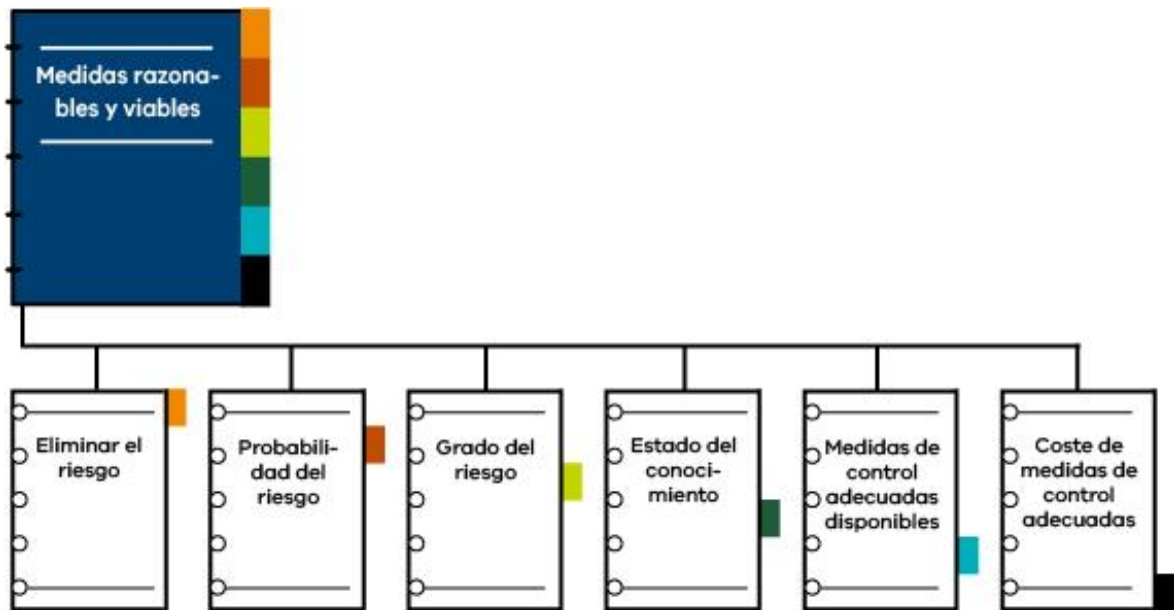 Medidas razona-
bles y viables
Eliminar el
riesgo
Probabili-
dad del
riesgo
Grado del
riesgo
Estado del
conoci-
miento
Medidas de
control
adecuadas
disponibles
Coste de
medidas de
control
adecuadas